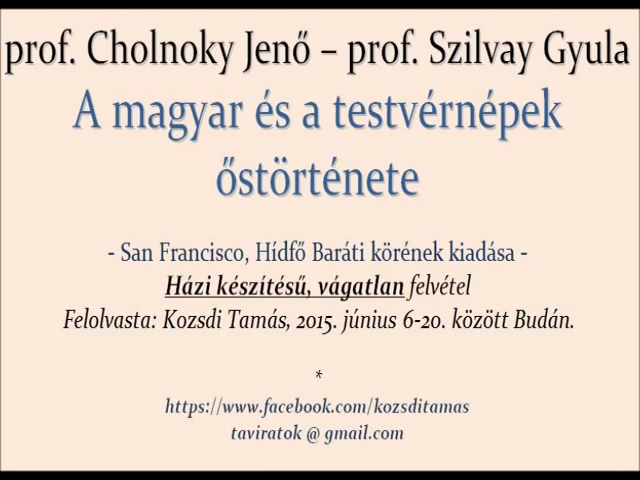 prof. Cholnoky Jenő – prof. Szilvay Gyula
A magyar és a testvérnépek
őstörténete
- San Francisco, Hídfő Baráti körének kiadása -
Házi készítésű, vágatlan felvétel
Felolvasta: Kozsdi Tamás, 2015. június 6-20. között Budán.
*
https://www.facebook.com/kozsditamas
taviratok @ gmail.com